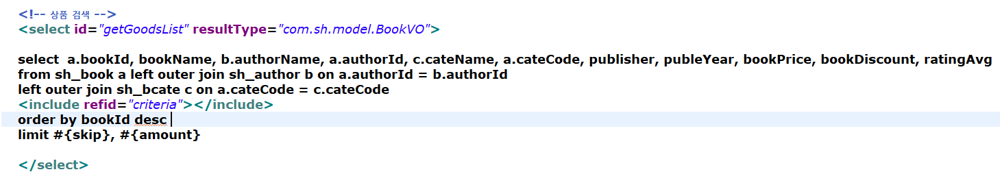 <!-- 상품 검색 -->
<select id="getGoodsList" resultType="com.sh.model.BookVO">
select  a.bookId, bookName, b.authorName, a.authorId, c.cateName, a.cateCode, publisher, publeYear, bookPrice, bookDiscount, ratingAvg
from sh_book a left outer join sh_author b on a.authorId = b.authorId
left outer join sh_bcate c on a.cateCode = c.cateCode
<include refid="criteria"></include>
order by bookId desc
limit #{skip}, #{amount}
</select>